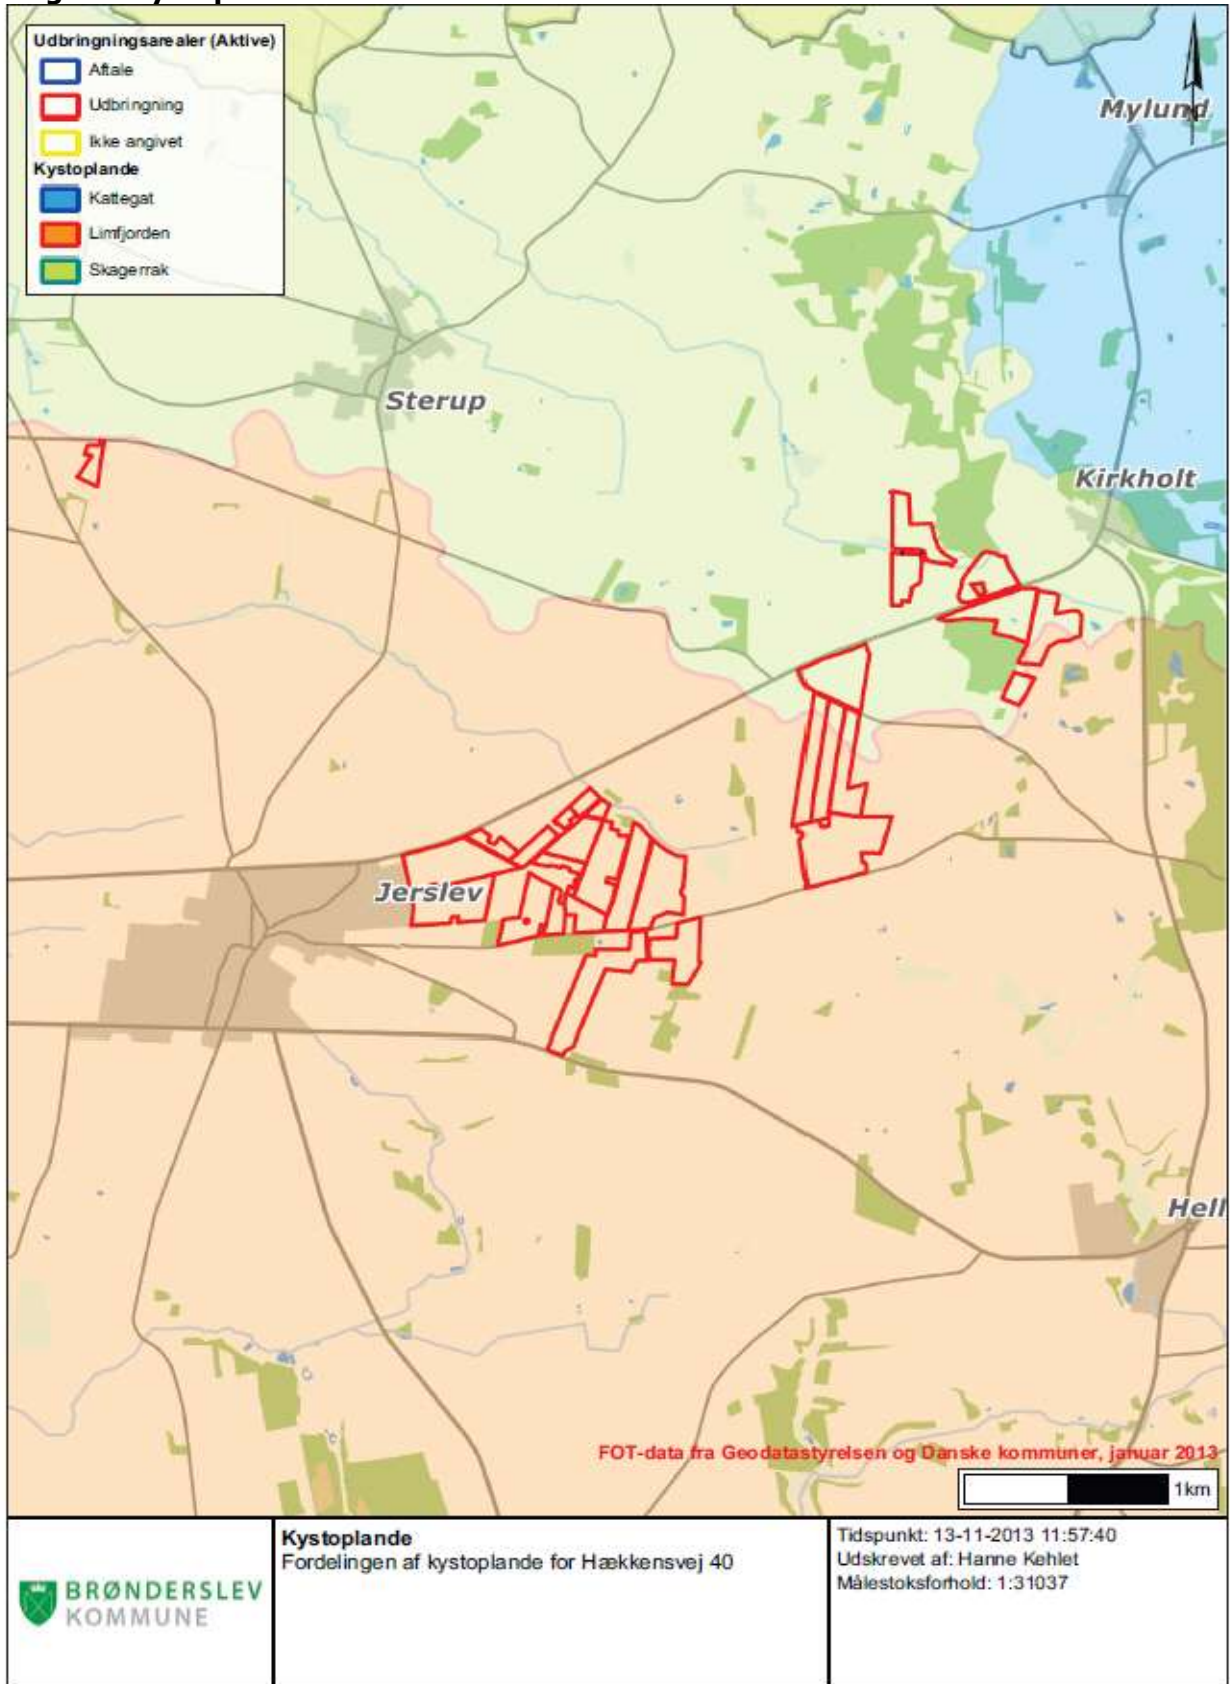 Udbringningsarealer (Aktive)
Aftale
Udbringning
Ikke angivet
Kystoplande
Kattegat
Limfjorden
Skagerrak
Mylund
Sterup
Kirkholt
Jerslev
Hell
FOT-data fra Geodatastyrelsen og Danske kommuner, januar 2013
1km
BRØNDERSLEV
KOMMUNE
Kystoplande
Fordelingen af kystoplande for Hækkensvej 40
Tidspunkt: 13-11-2013 11:57:40
Udskrevet af: Hanne Kehlet
Målestoksforhold: 1:31037